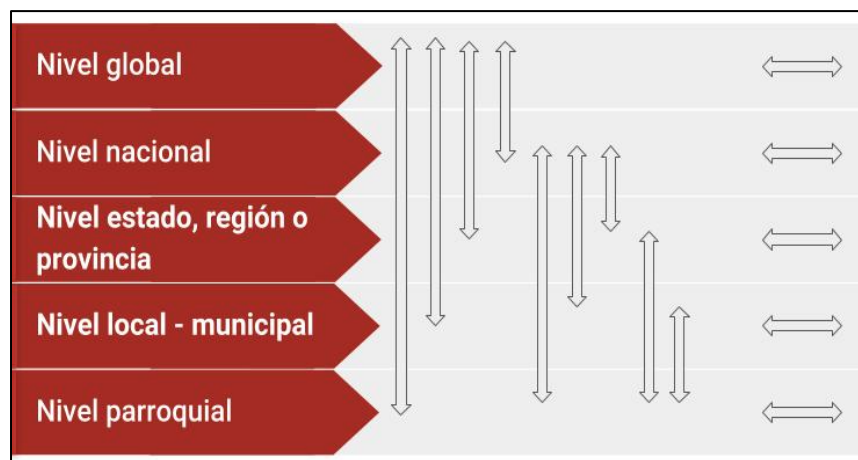 Nivel global
Nivel nacional
Nivel estado, región o
provincia
Nivel local - municipal
Nivel parroquial